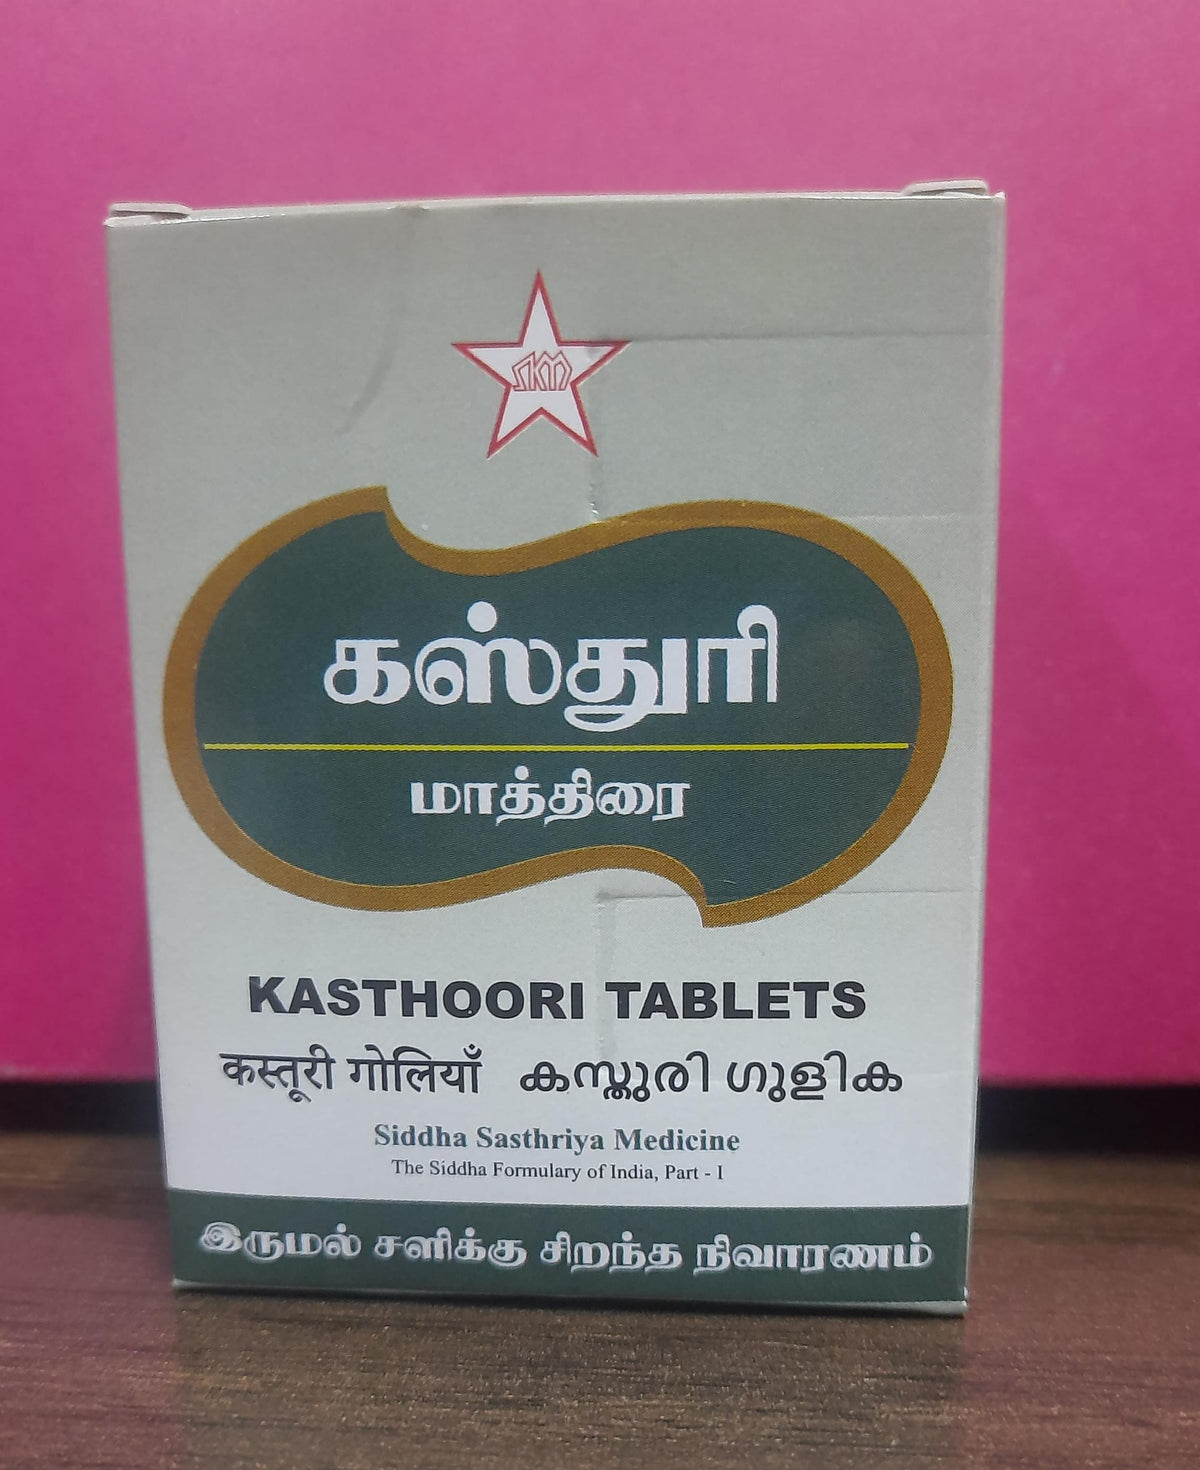 SKM
கஸ்தூரி
மாத்திரை
KASTHOORI TABLETS
कस्तूरी गोलियाँ കസ്തുരി ഗുളിക
Siddha Sasthriya Medicine
The Siddha Formulary of India, Part - I
இருமல் சளிக்கு சிறந்த நிவாரணம்